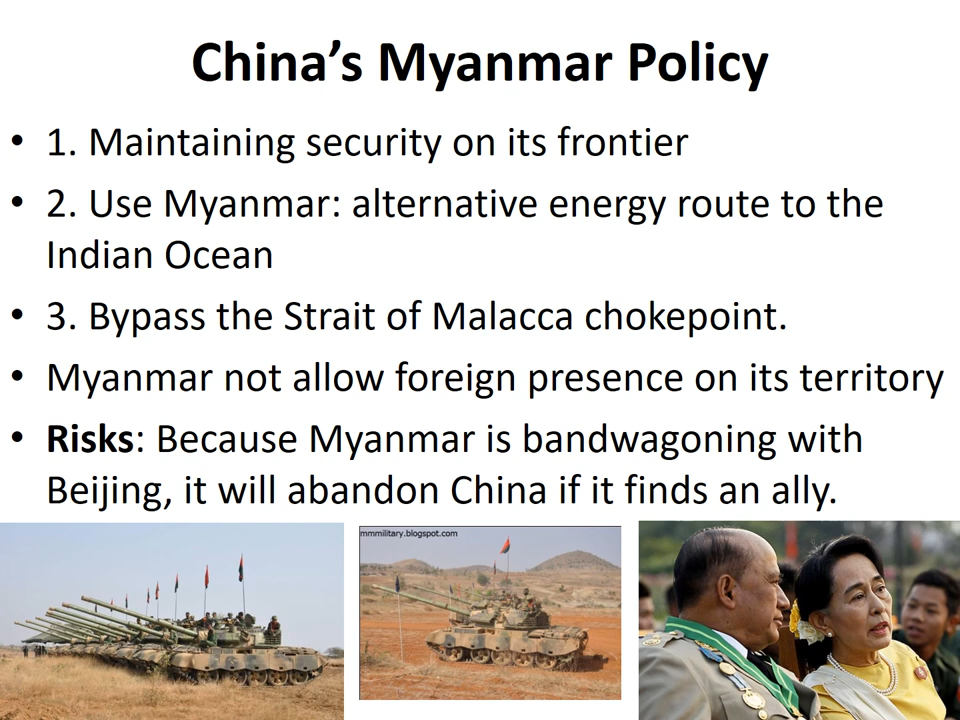 China’s Myanmar Policy
• 1. Maintaining security on its frontier
• 2. Use Myanmar: alternative energy route to the
Indian Ocean
• 3. Bypass the Strait of Malacca chokepoint.
• Myanmar not allow foreign presence on its territory
• Risks: Because Myanmar is bandwagoning with
Beijing, it will abandon China if it finds an ally.
mmmilitary.blogspot.com